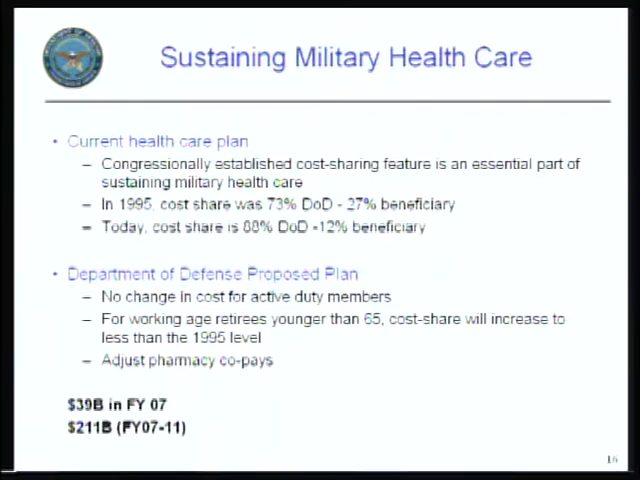 Sustaining Military Health Care
• Current health care plan
– Congressionally established cost-sharing feature is an essential part of
sustaining military health care
– In 1995, cost share was 73% DoD - 27% beneficiary
– Today, cost share is 88% DoD -12% beneficiary
• Department of Defense Proposed Plan
– No change in cost for active duty members
– For working age retirees younger than 65, cost-share will increase to
less than the 1995 level
– Adjust pharmacy co-pays
$39B in FY 07
$211B (FY07-11)
16